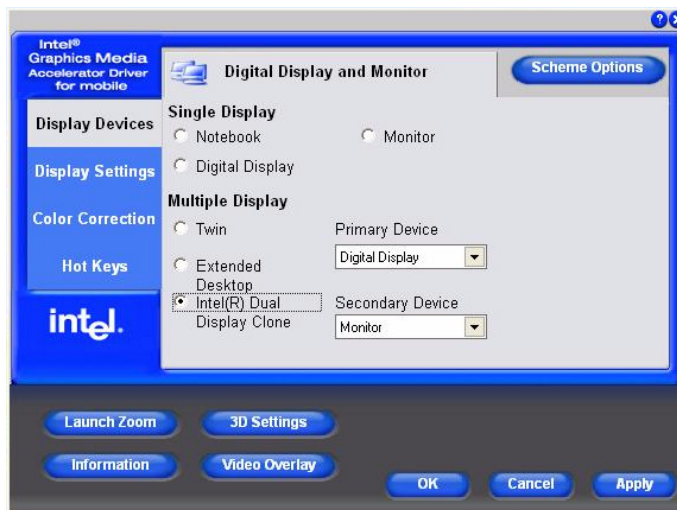 Intel®
Graphics Media
Accelerator Driver
for mobile
Digital Display and Monitor
Scheme Options
Display Devices
Display Settings
Color Correction
Hot Keys
intel.
Single Display
Notebook
Monitor
Digital Display
Multiple Display
Twin
Primary Device
Digital Display
Extended
Desktop
Intel(R) Dual
Display Clone
Secondary Device
Monitor
Launch Zoom
3D Settings
Information
Video Overlay
OK
Cancel
Apply